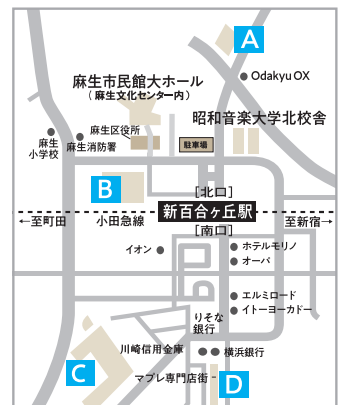 A
Odakyu OX
麻生市民館大ホール
（麻生文化センター内）
昭和音楽大学北校舎
麻生区役所
麻生
小学校
麻生消防署
駐車場
B
［北口］
新百合ヶ丘駅
←至町田
小田急線
至新宿→
［南口］
イオン
ホテルモリノ
オーパ
エルミロード
イトーヨーカドー
りそな
銀行
川崎信用金庫
横浜銀行
C
マプレ専門店街
D